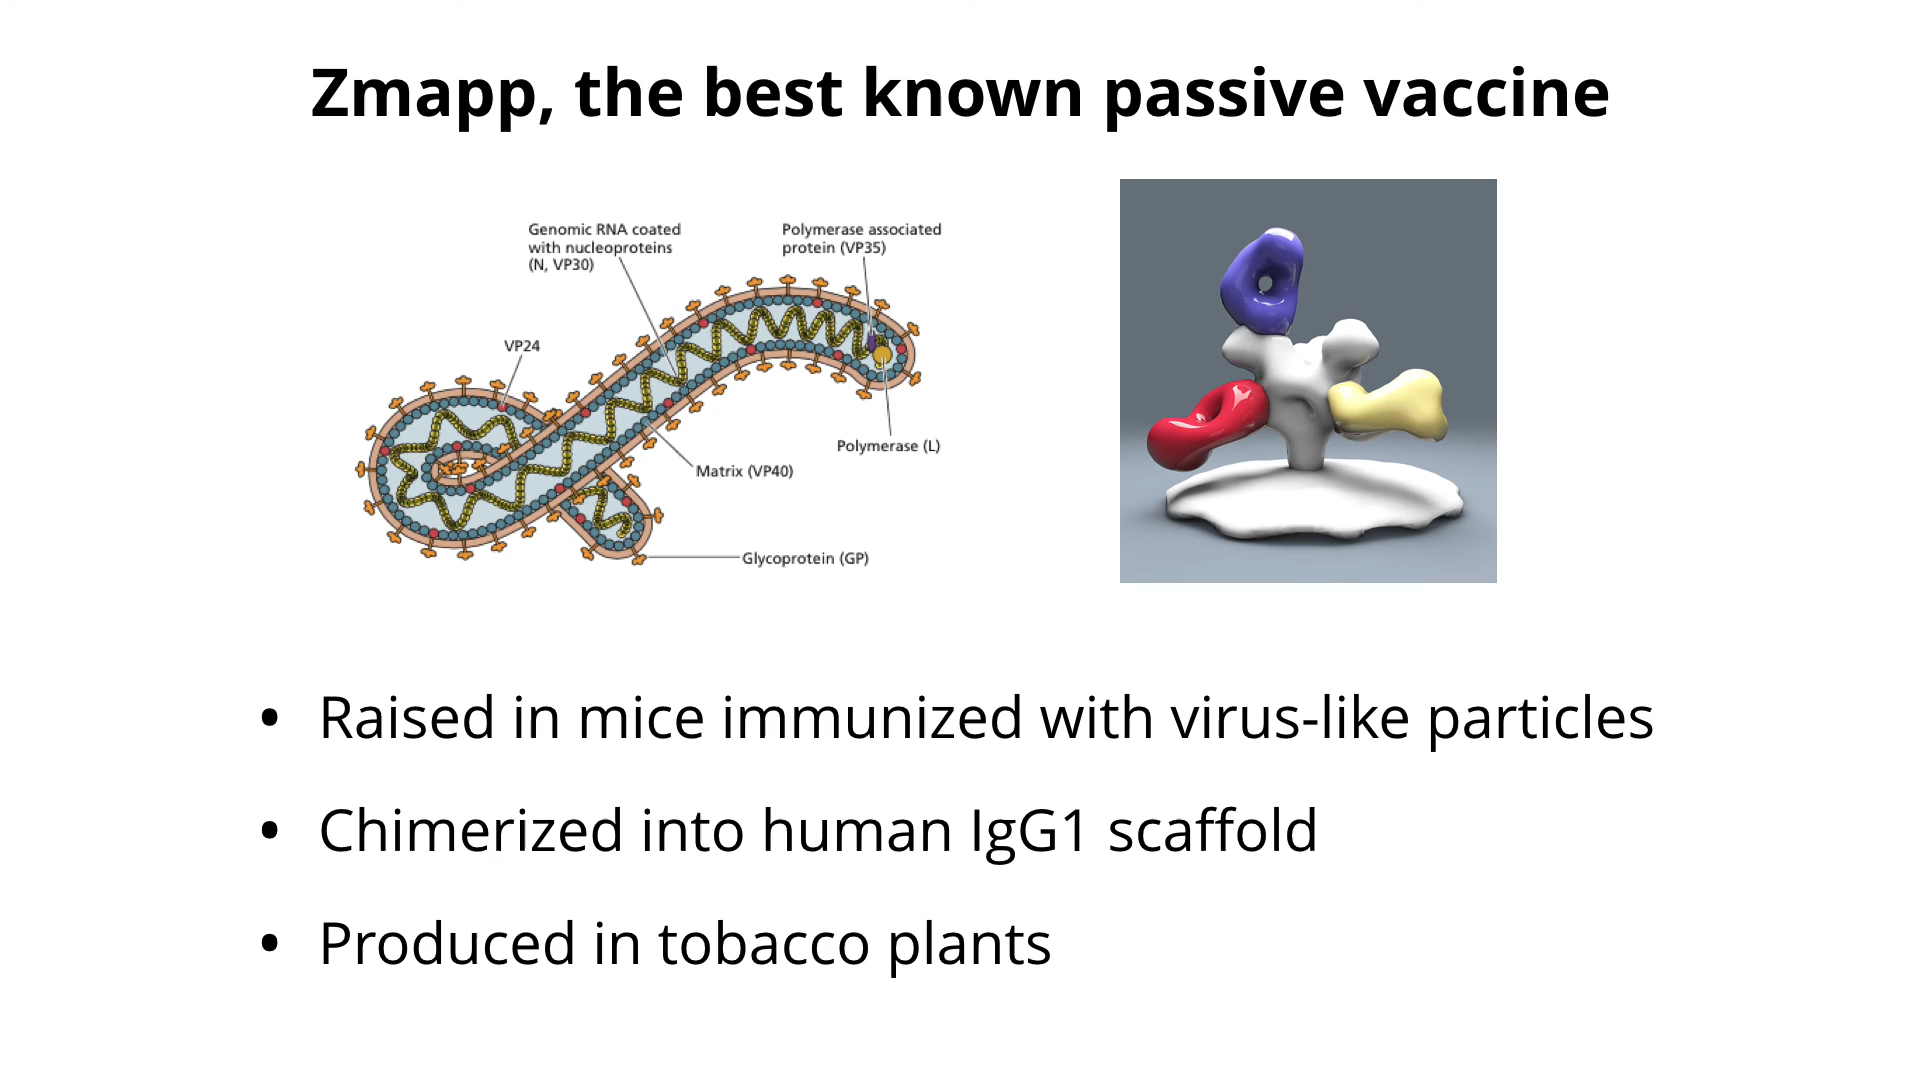 Zmapp, the best known passive vaccine
Genomic RNA coated
with nucleoproteins
(N, VP30)
Polymerase associated
protein (VP35)
VP24
Polymerase (L)
Matrix (VP40)
Glycoprotein (GP)
• Raised in mice immunized with virus-like particles
• Chimerized into human IgG1 scaffold
• Produced in tobacco plants